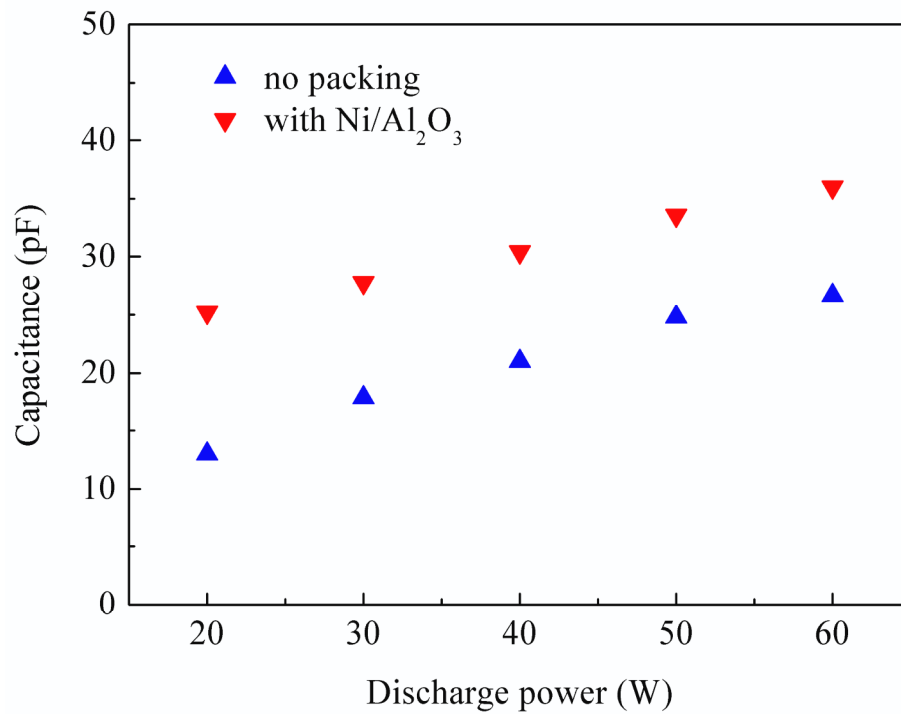 50
40
30
20
10
0
Capacitance (pF)
no packing
with Ni/Al₂O₃
20 30 40 50 60
Discharge power (W)